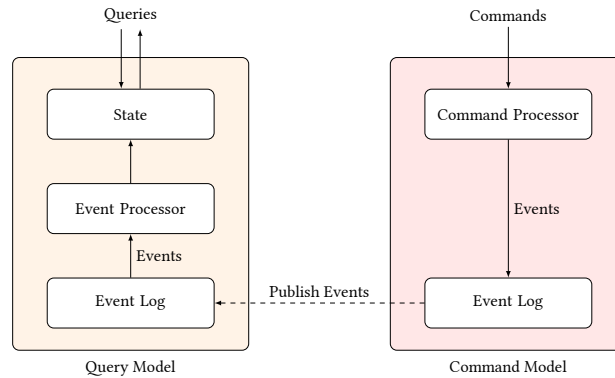 Queries
Commands
State
Command Processor
Event Processor
Events
Events
Event Log
Publish Events
Event Log
Query Model
Command Model